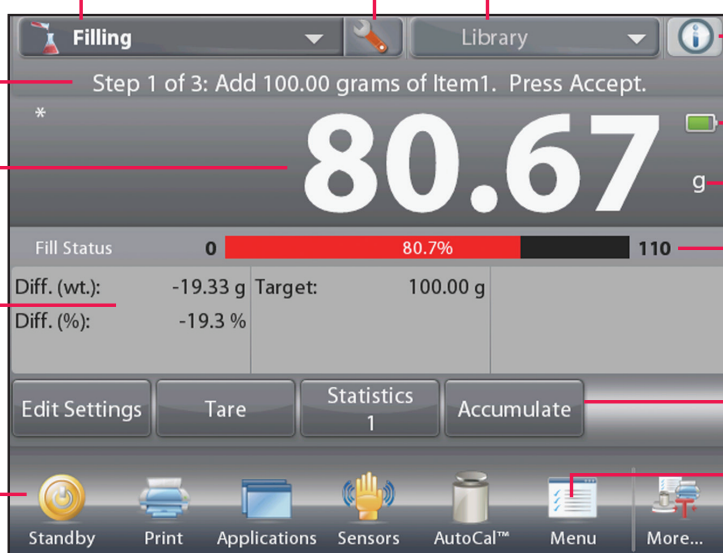 Filling
Library
Step 1 of 3: Add 100.00 grams of Item1. Press Accept.
*
80.67
g
Fill Status 0 80.7% 110
Diff. (wt.): -19.33 g Target: 100.00 g
Diff. (%): -19.3 %
Edit Settings
Tare
Statistics
1
Accumulate
Standby
Print
Applications
Sensors
AutoCal™
Menu
More...